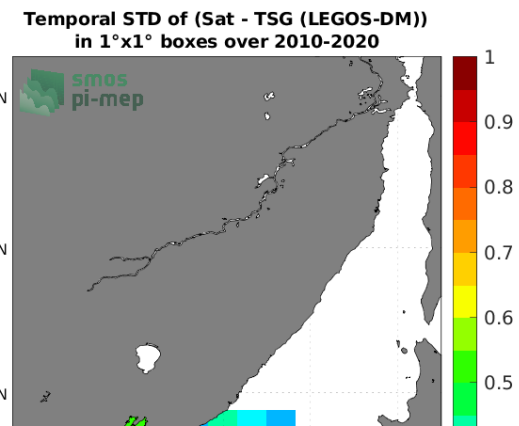 Temporal STD of (Sat - TSG (LEGOS-DM))
in 1°x1° boxes over 2010-2020
smos
pi-mep
1
N
0.9
0.8
N
0.7
0.6
N
0.5